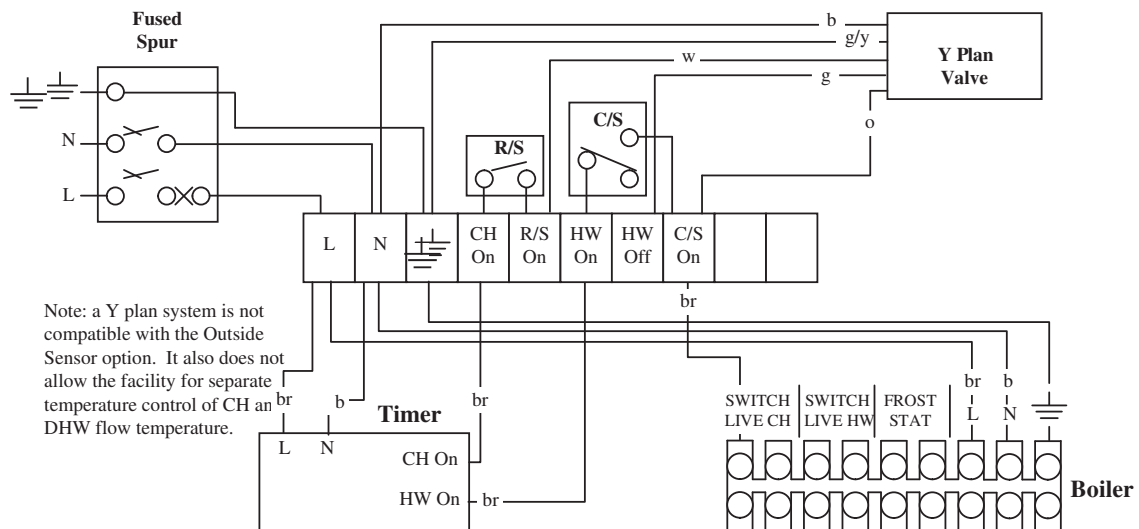 Fused
Spur
b
g/y
w
g
o
Y Plan
Valve
N
L
R/S
C/S
L
N
CH
On
R/S
On
HW
On
HW
Off
C/S
On
br
Note: a Y plan system is not
compatible with the Outside
Sensor option. It also does not
allow the facility for separate
temperature control of CH an
DHW flow temperature.
br
b
br
Timer
L
N
CH On
HW On
br
SWITCH
LIVE CH
SWITCH
LIVE HW
FROST
STAT
br
L
b
N
Boiler